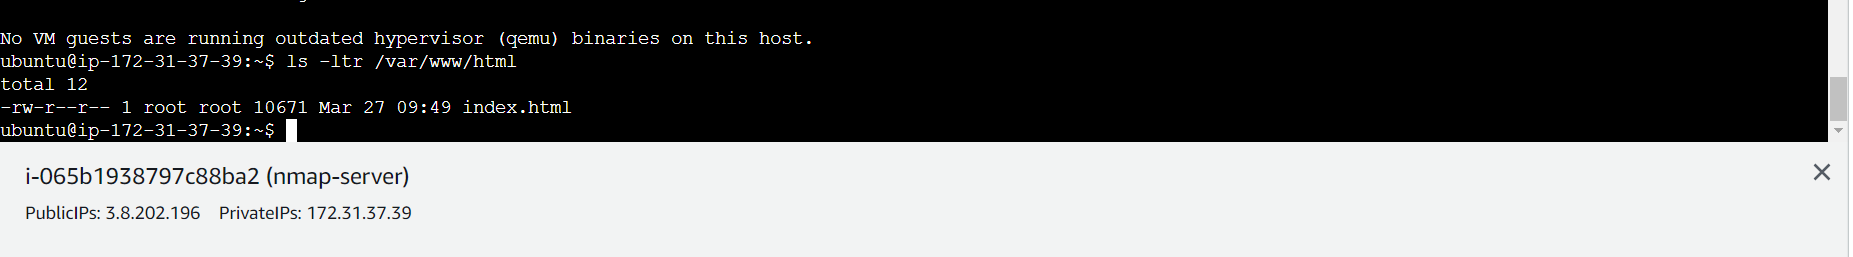 No VM guests are running outdated hypervisor (qemu) binaries on this host.
ubuntu@ip-172-31-37-39:~$ ls -ltr /var/www/html
total 12
-rw-r--r-- 1 root root 10671 Mar 27 09:49 index.html
ubuntu@ip-172-31-37-39:~$
i-065b1938797c88ba2 (nmap-server)
PublicIPs: 3.8.202.196 PrivateIPs: 172.31.37.39